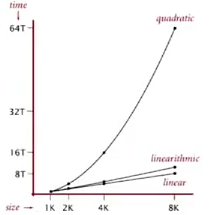 time
↓
64T
quadratic
32T
16T
linearithmic
8T
linear
size → 1K 2K 4K 8K